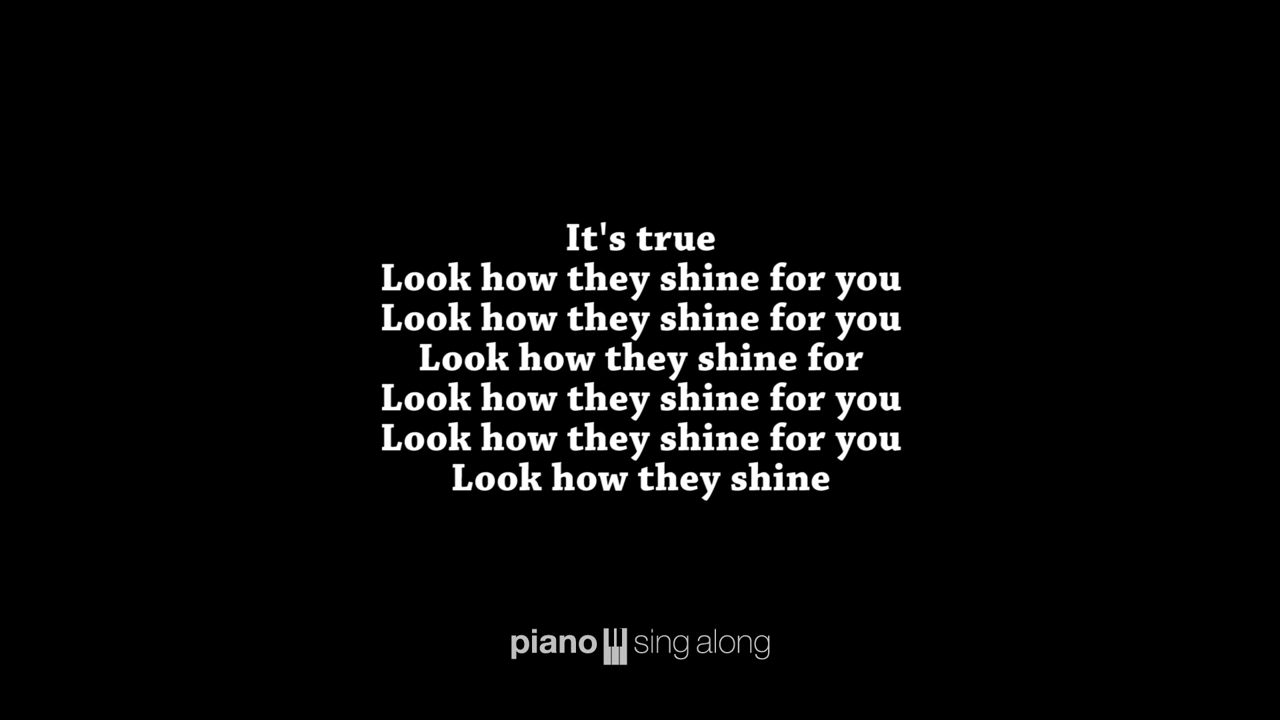 It's true
Look how they shine for you
Look how they shine for you
Look how they shine for
Look how they shine for you
Look how they shine for you
Look how they shine
piano sing along